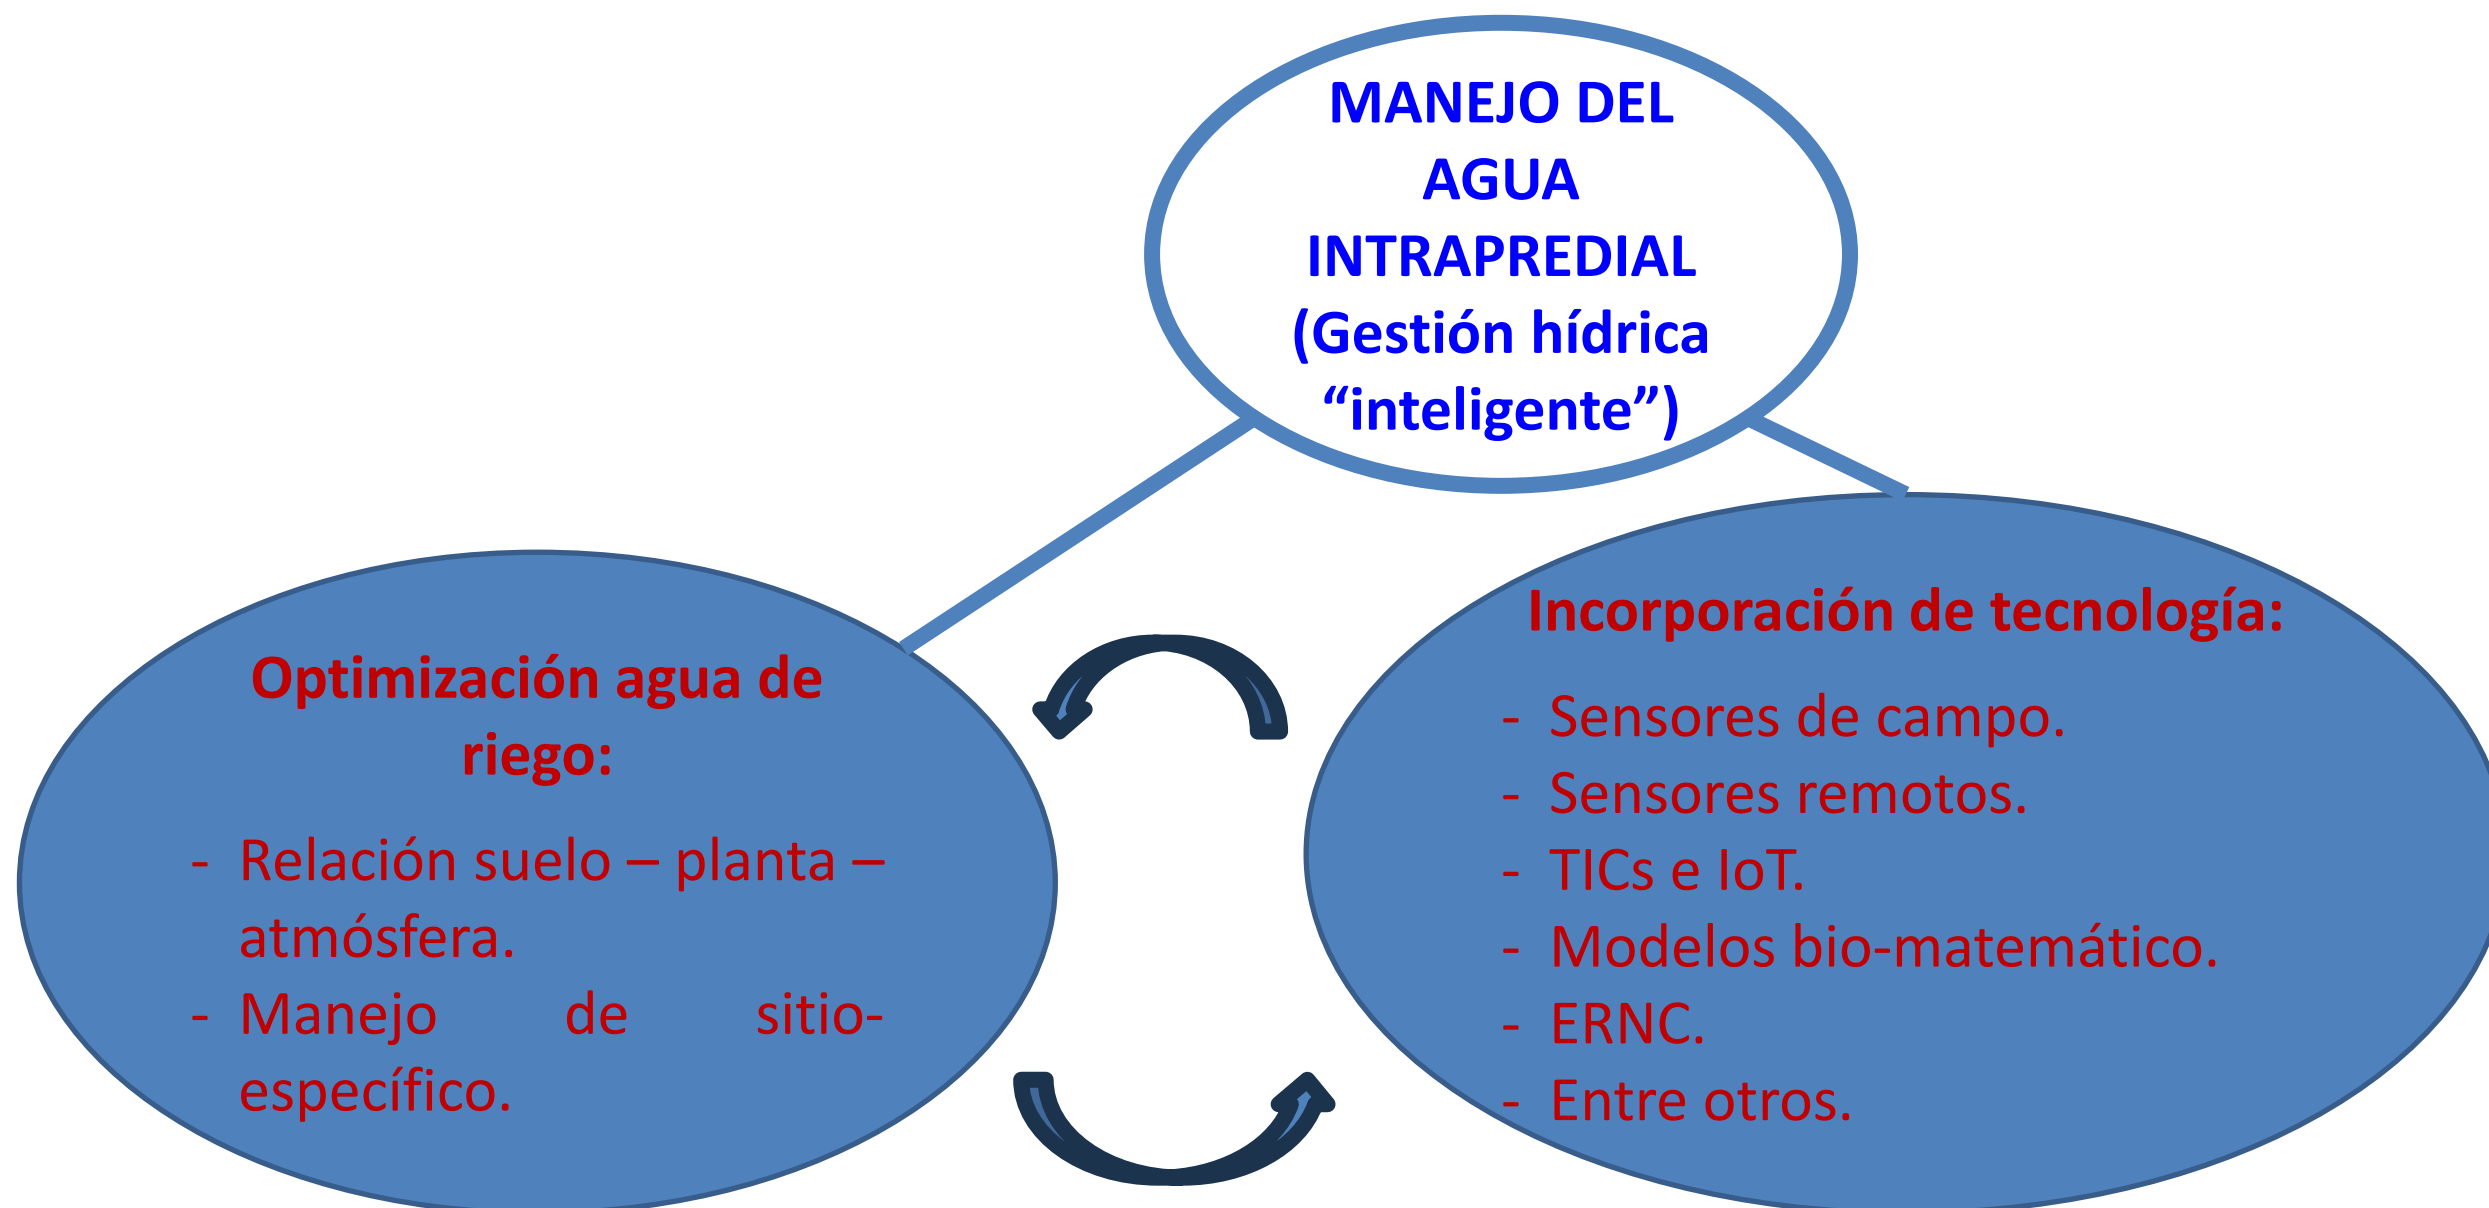 MANEJO DEL
AGUA
INTRAPREDIAL
(Gestión hídrica
“inteligente”)
Optimización agua de
riego:
- Relación suelo – planta –
atmósfera.
- Manejo de sitio-
específico.
Incorporación de tecnología:
- Sensores de campo.
- Sensores remotos.
- TICs e IoT.
- Modelos bio-matemático.
- ERNC.
- Entre otros.